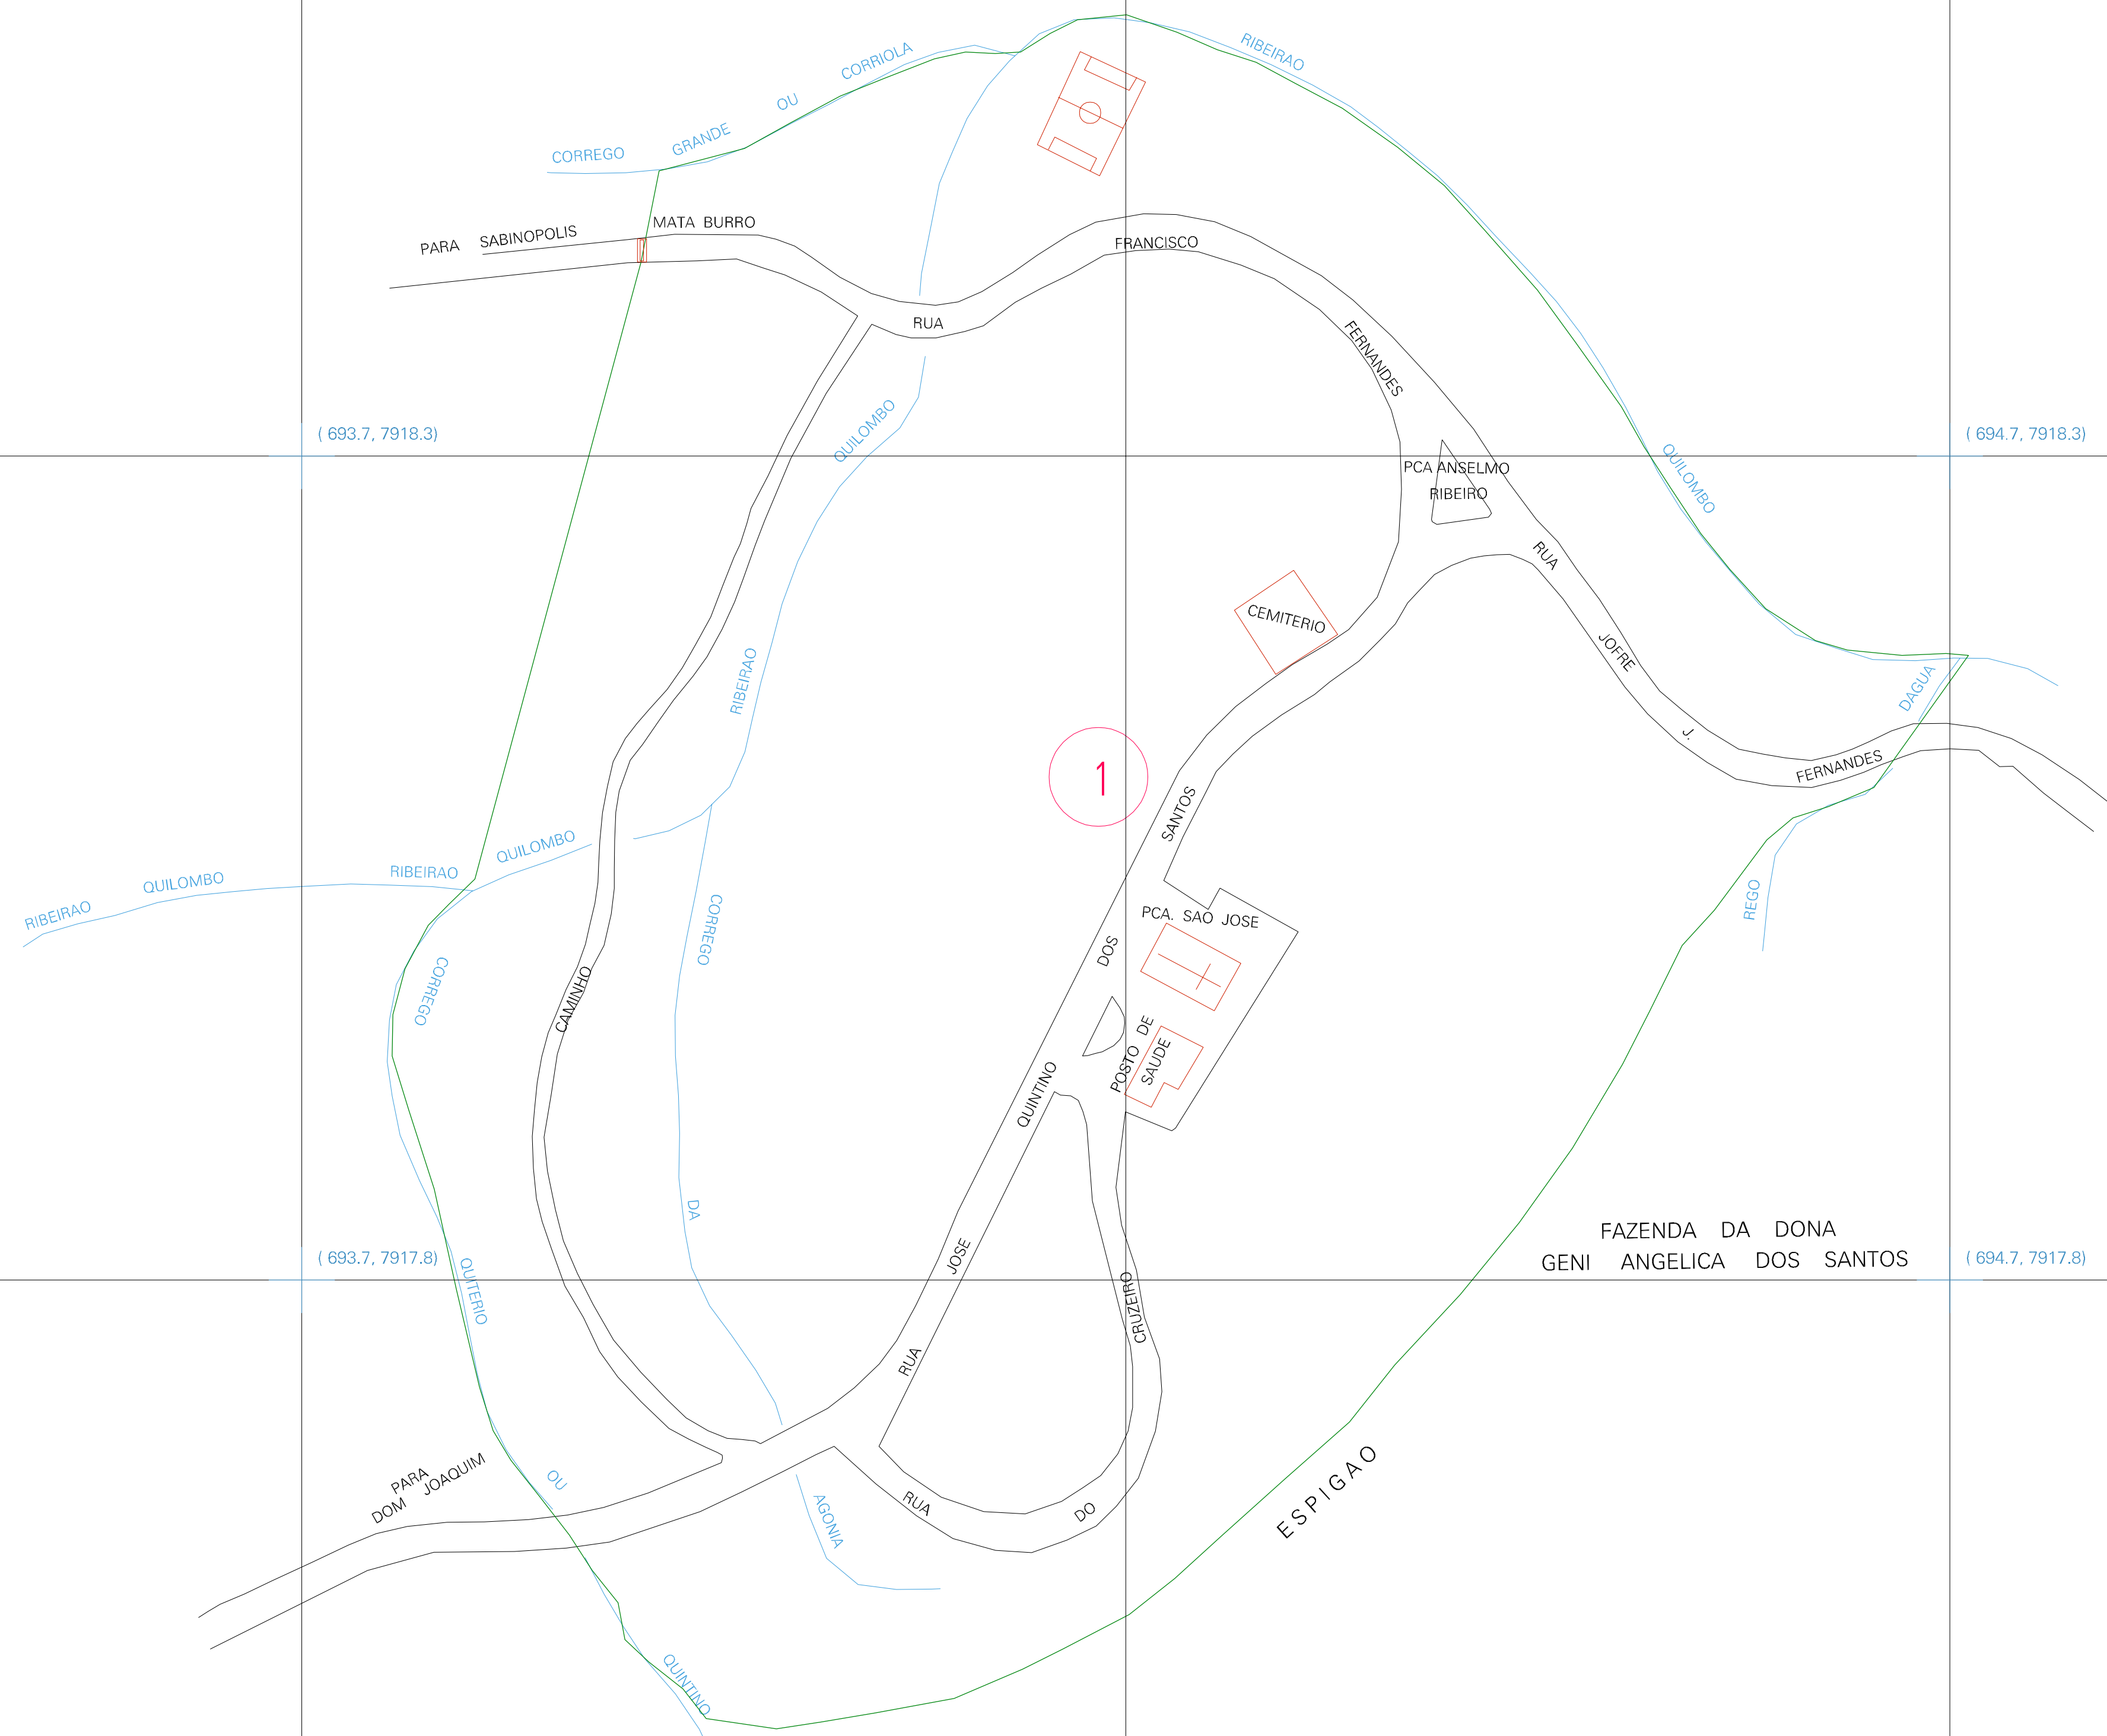 RIBEIRAO
CORREGO GRANDE OU CORRIOLA
MATA BURRO
PARA SABINOPOLIS
RUA FRANCISCO FERNANDES
( 693.7, 7918.3)
( 694.7, 7918.3)
QUILOMBO
QUILOMBO
PCA ANSELMO
RIBEIRO
RUA JOFRE J. FERNANDES
CEMITERIO
RIBEIRAO
DAGUA
REGO
1
RIBEIRAO QUILOMBO
RIBEIRAO QUILOMBO
CORREGO
CORREGO
CAMINHO
PCA. SAO JOSE
POSTO DE
SAUDE
RUA JOSE QUINTINO DOS SANTOS
DA
FAZENDA DA DONA
GENI ANGELICA DOS SANTOS
( 693.7, 7917.8)
( 694.7, 7917.8)
QUITERIO
OU
QUINTINO
RUA DO CRUZEIRO
PARA
DOM JOAQUIM
AGONIA
ESPIGAO